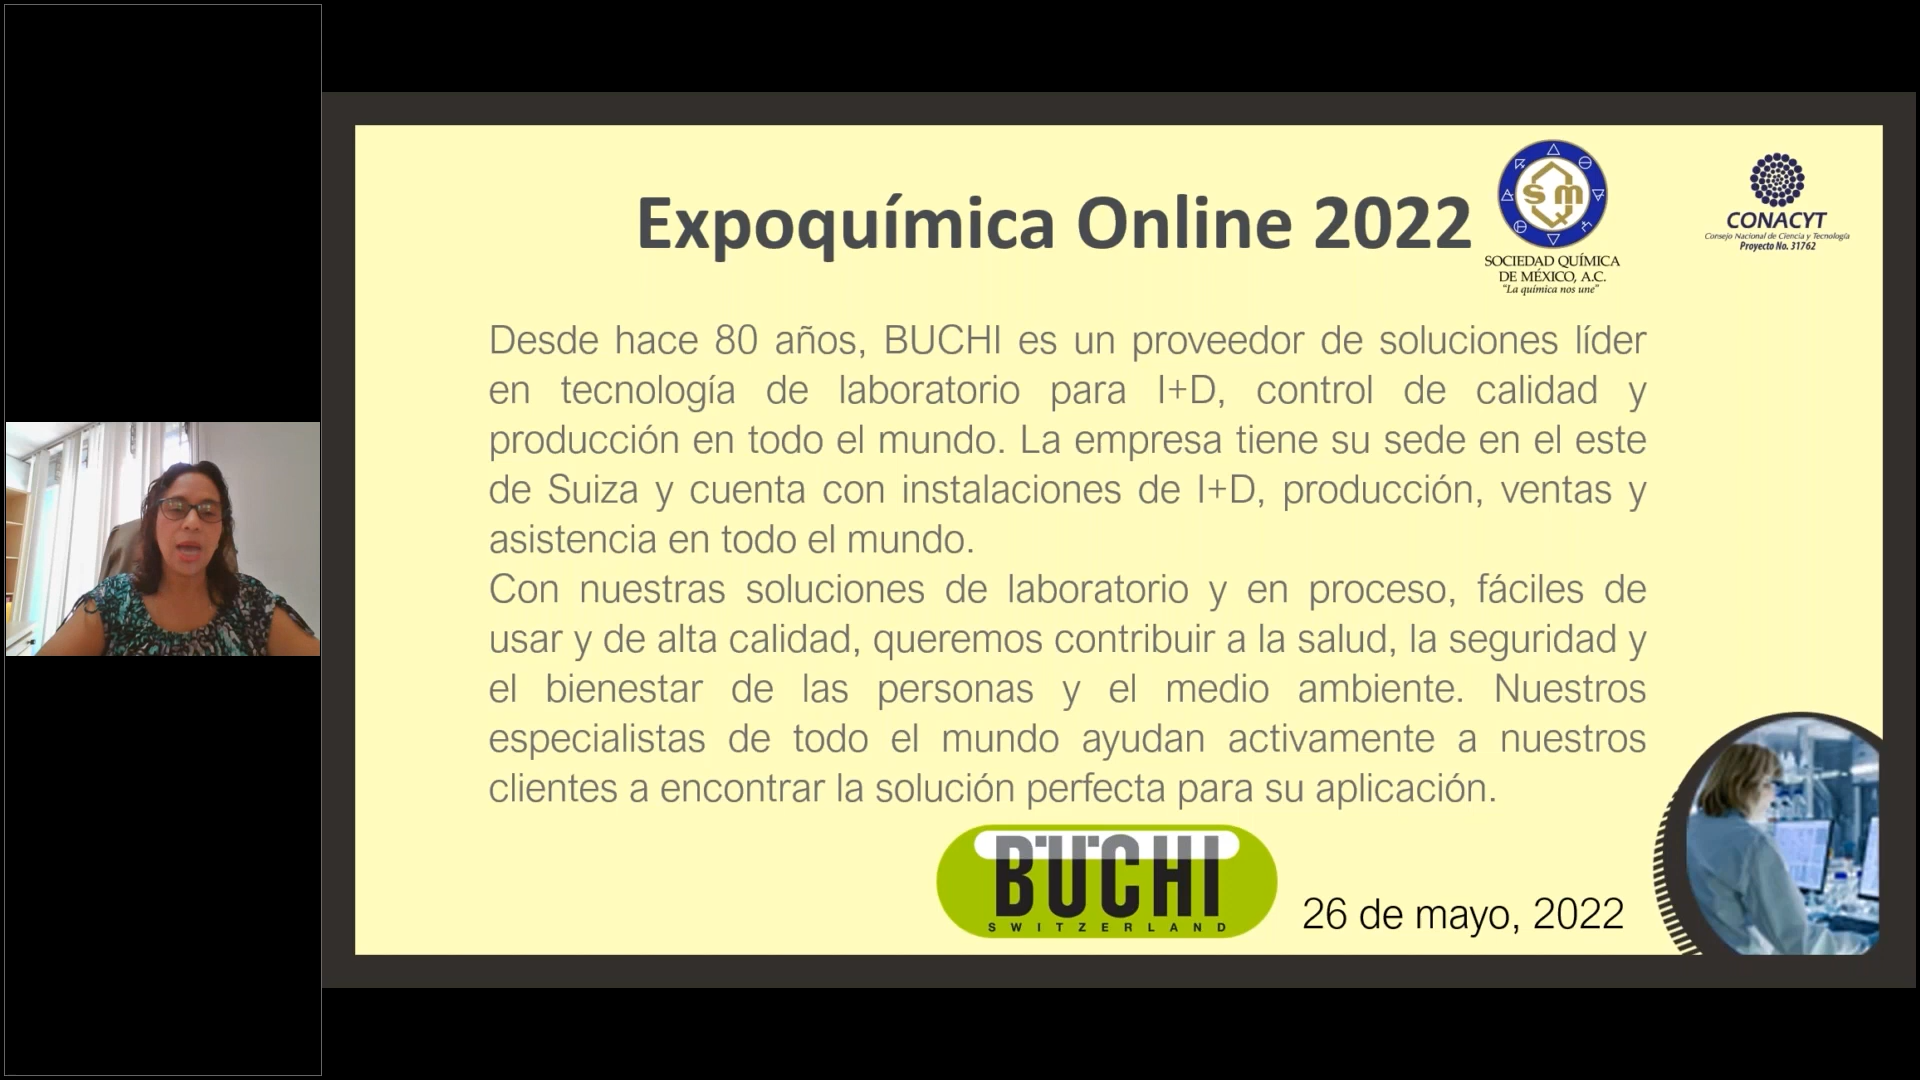 Expoquímica Online 2022
SMQ
SOCIEDAD QUÍMICA
DE MÉXICO, A.C.
"La química nos une"
CONACYT
Consejo Nacional de Ciencia y Tecnología
Proyecto No. 31762
Desde hace 80 años, BUCHI es un proveedor de soluciones líder
en tecnología de laboratorio para I+D, control de calidad y
producción en todo el mundo. La empresa tiene su sede en el este
de Suiza y cuenta con instalaciones de I+D, producción, ventas y
asistencia en todo el mundo.
Con nuestras soluciones de laboratorio y en proceso, fáciles de
usar y de alta calidad, queremos contribuir a la salud, la seguridad y
el bienestar de las personas y el medio ambiente. Nuestros
especialistas de todo el mundo ayudan activamente a nuestros
clientes a encontrar la solución perfecta para su aplicación.
BÜCHI
SWITZERLAND
26 de mayo, 2022